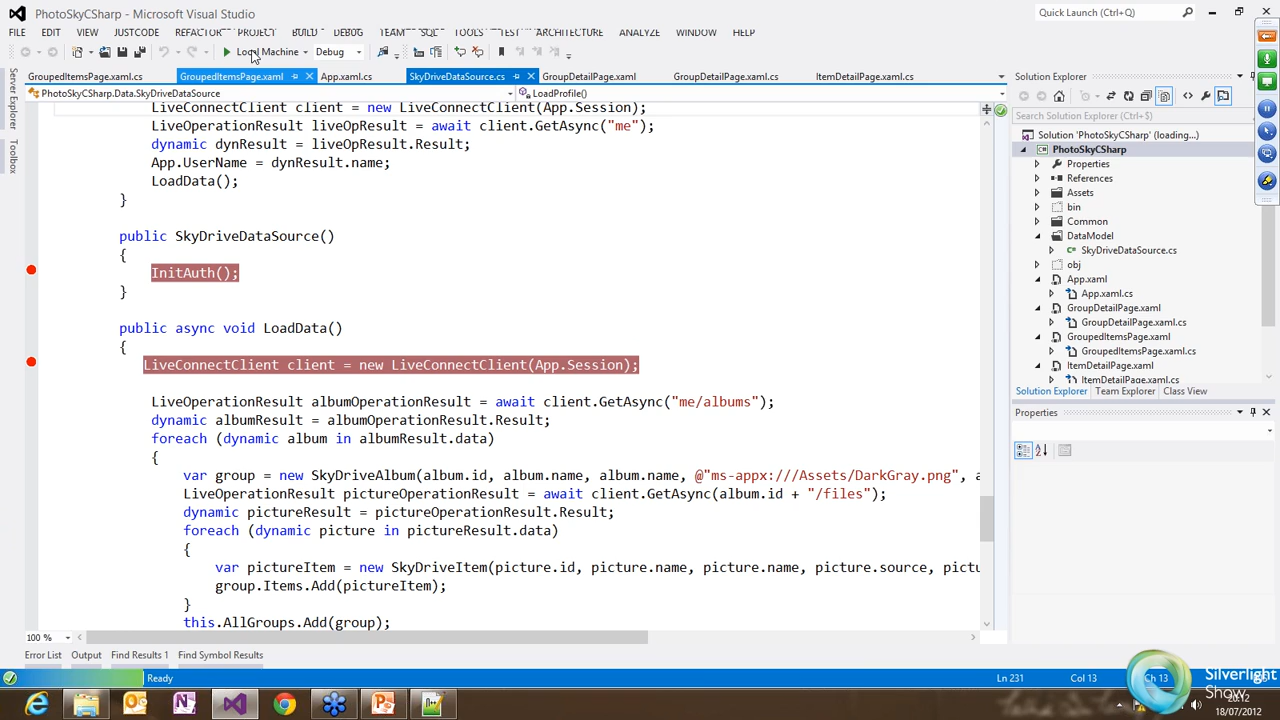 PhotoSkyCSharp - Microsoft Visual Studio
Quick Launch (Ctrl+Q)
FILE EDIT VIEW JUSTCODE REFACTOR PROJECT BUILD DEBUG TEAM SQL TOOLS TEST ARCHITECTURE ANALYZE WINDOW HELP
Local Machine Debug
GroupedItemsPage.xaml.cs GroupedItemsPage.xaml App.xaml.cs SkyDriveDataSource.cs GroupDetailPage.xaml GroupDetailPage.xaml.cs ItemDetailPage.xaml.cs
PhotoSkyCSharp.Data.SkyDriveDataSource LoadProfile()
Server Explorer
Toolbox
LiveConnectClient client = new LiveConnectClient(App.Session);
LiveOperationResult liveOpResult = await client.GetAsync("me");
dynamic dynResult = liveOpResult.Result;
App.UserName = dynResult.name;
LoadData();
}
public SkyDriveDataSource()
{
InitAuth();
}
public async void LoadData()
{
LiveConnectClient client = new LiveConnectClient(App.Session);
LiveOperationResult albumOperationResult = await client.GetAsync("me/albums");
dynamic albumResult = albumOperationResult.Result;
foreach (dynamic album in albumResult.data)
{
var group = new SkyDriveAlbum(album.id, album.name, album.name, @"ms-appx:///Assets/DarkGray.png", a
LiveOperationResult pictureOperationResult = await client.GetAsync(album.id + "/files");
dynamic pictureResult = pictureOperationResult.Result;
foreach (dynamic picture in pictureResult.data)
{
var pictureItem = new SkyDriveItem(picture.id, picture.name, picture.name, picture.source, pictu
group.Items.Add(pictureItem);
}
this.AllGroups.Add(group);
100 %
Error List Output Find Results 1 Find Symbol Results
Solution Explorer
Search Solution Explorer (Ctrl+;)
Solution 'PhotoSkyCSharp' (loading...)
PhotoSkyCSharp
Properties
References
Assets
bin
Common
DataModel
SkyDriveDataSource.cs
obj
App.xaml
App.xaml.cs
GroupDetailPage.xaml
GroupDetailPage.xaml.cs
GroupedItemsPage.xaml
GroupedItemsPage.xaml.cs
ItemDetailPage.xaml
ItemDetailPage.xaml.cs
Solution Explorer Team Explorer Class View
Properties
Ready Ln 231 Col 13 Ch 13
Silverlight
Show
20:12
18/07/2012